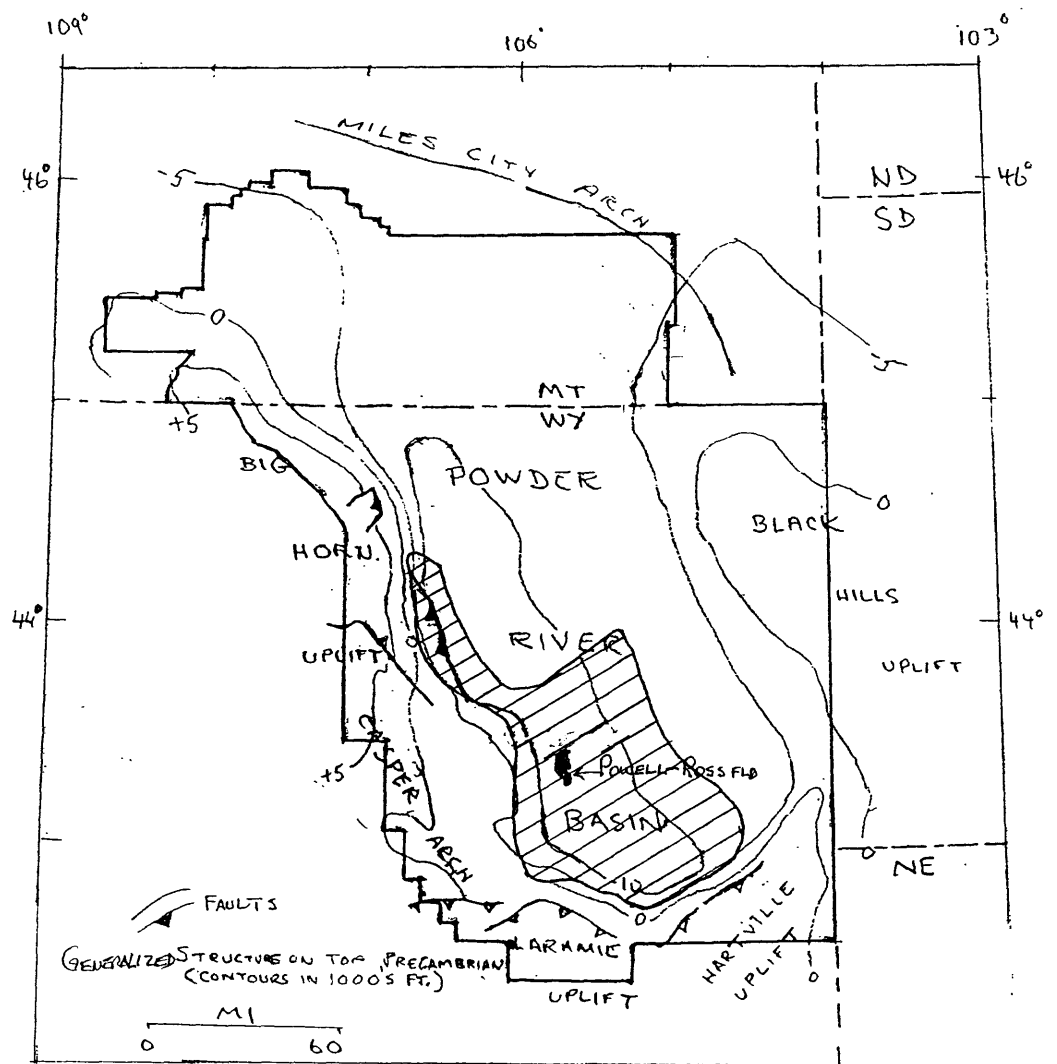 109°
106°
103°
MILES CITY ARCH
46°
-5
ND
46°
SD
0
-5
MT
WY
+5
BIG
POWDER
0
BLACK
HORN.
44°
HILLS
44°
0
RIVER
UPLIFT
UPLIFT
CASPER
+5
POWELL-ROSS FLD
BASIN
ARCH
0
NE
-10
FAULTS
0
LARAMIE
HARTVILLE
UPLIFT
GENERALIZED STRUCTURE ON TOP PRECAMBRIAN
(CONTOURS IN 1000'S FT.)
0
UPLIFT
MI
0 60